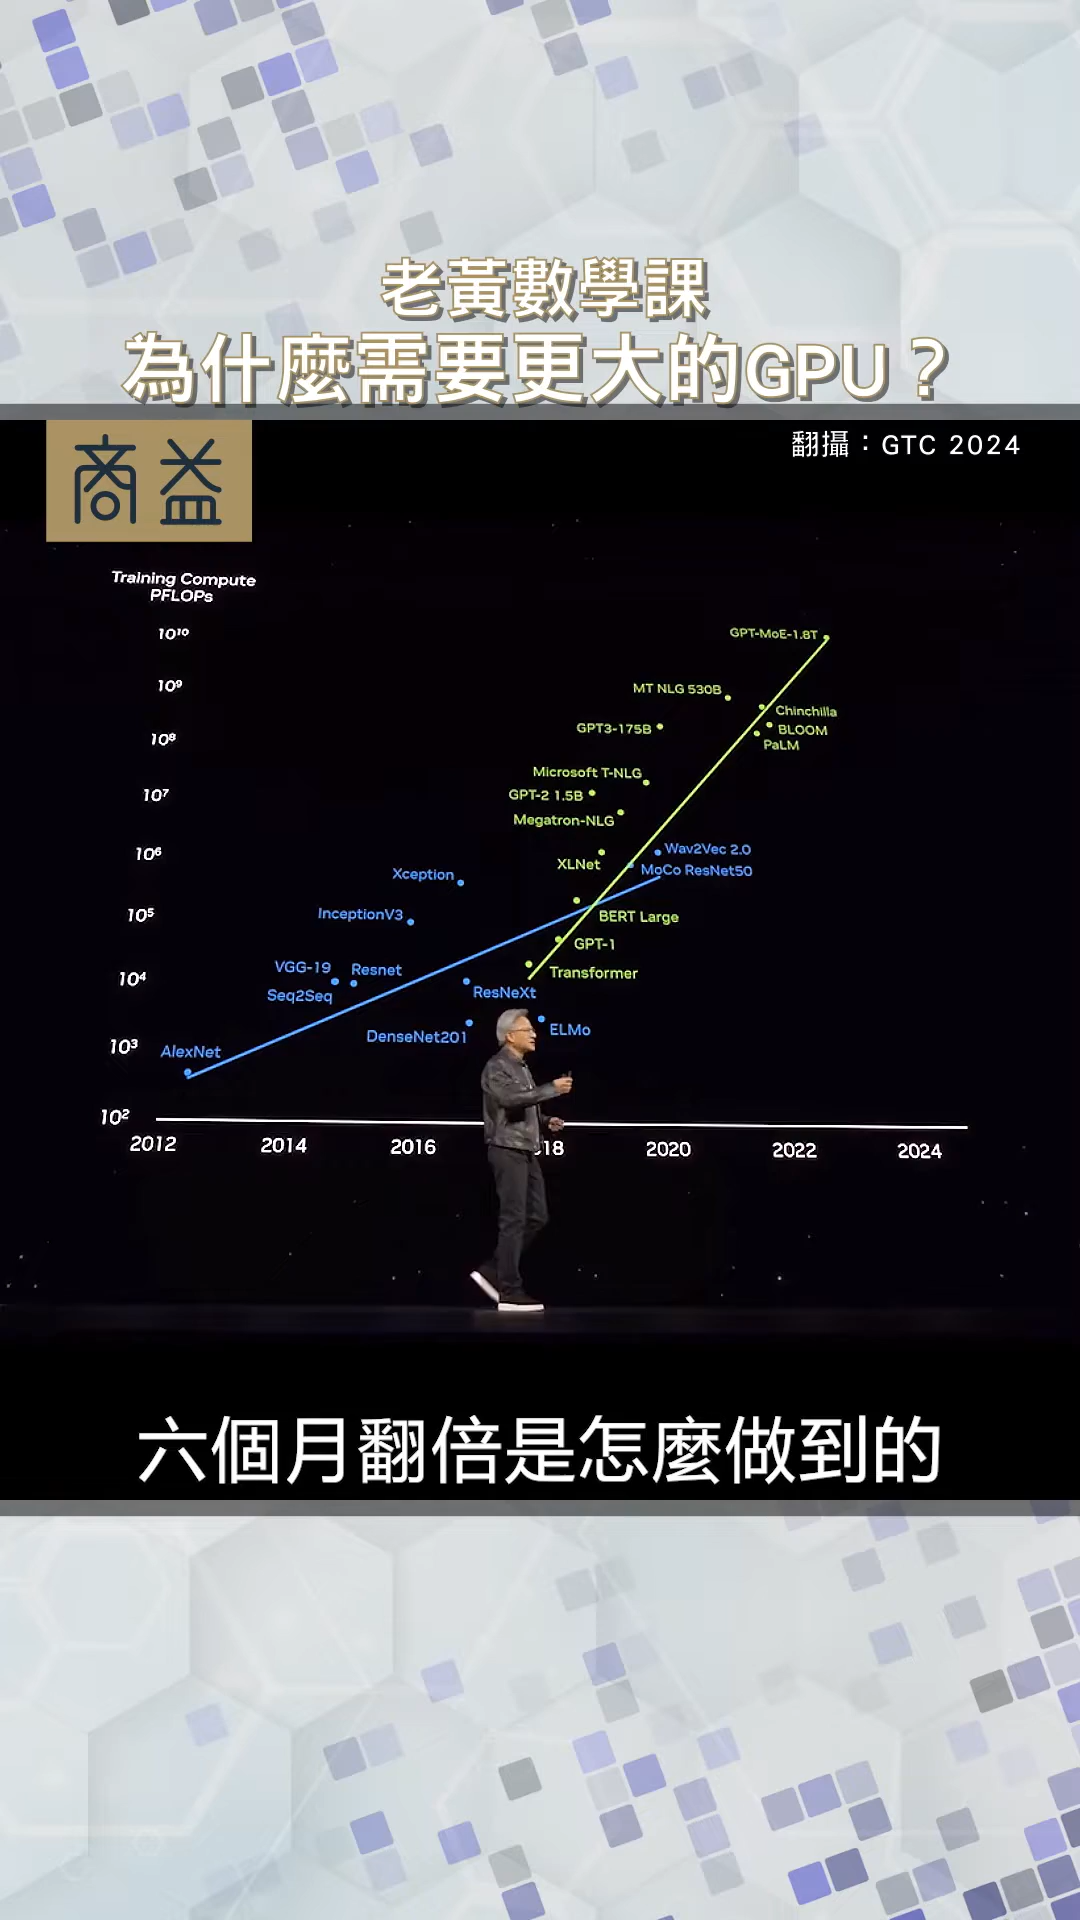 老黃數學課
為什麼需要更大的GPU？
商益
翻攝：GTC 2024
Training Compute
PFLOPs
10¹⁰
GPT-MoE-1.8T
10⁹
MT NLG 530B
Chinchilla
GPT3-175B
BLOOM
10⁸
PaLM
Microsoft T-NLG
10⁷
GPT-2 1.5B
Megatron-NLG
10⁶
Wav2Vec 2.0
XLNet
MoCo ResNet50
Xception
10⁵
InceptionV3
BERT Large
GPT-1
VGG-19
Resnet
Transformer
10⁴
Seq2Seq
ResNeXt
DenseNet201
ELMo
10³
AlexNet
10²
2012 2014 2016 18 2020 2022 2024
六個月翻倍是怎麼做到的